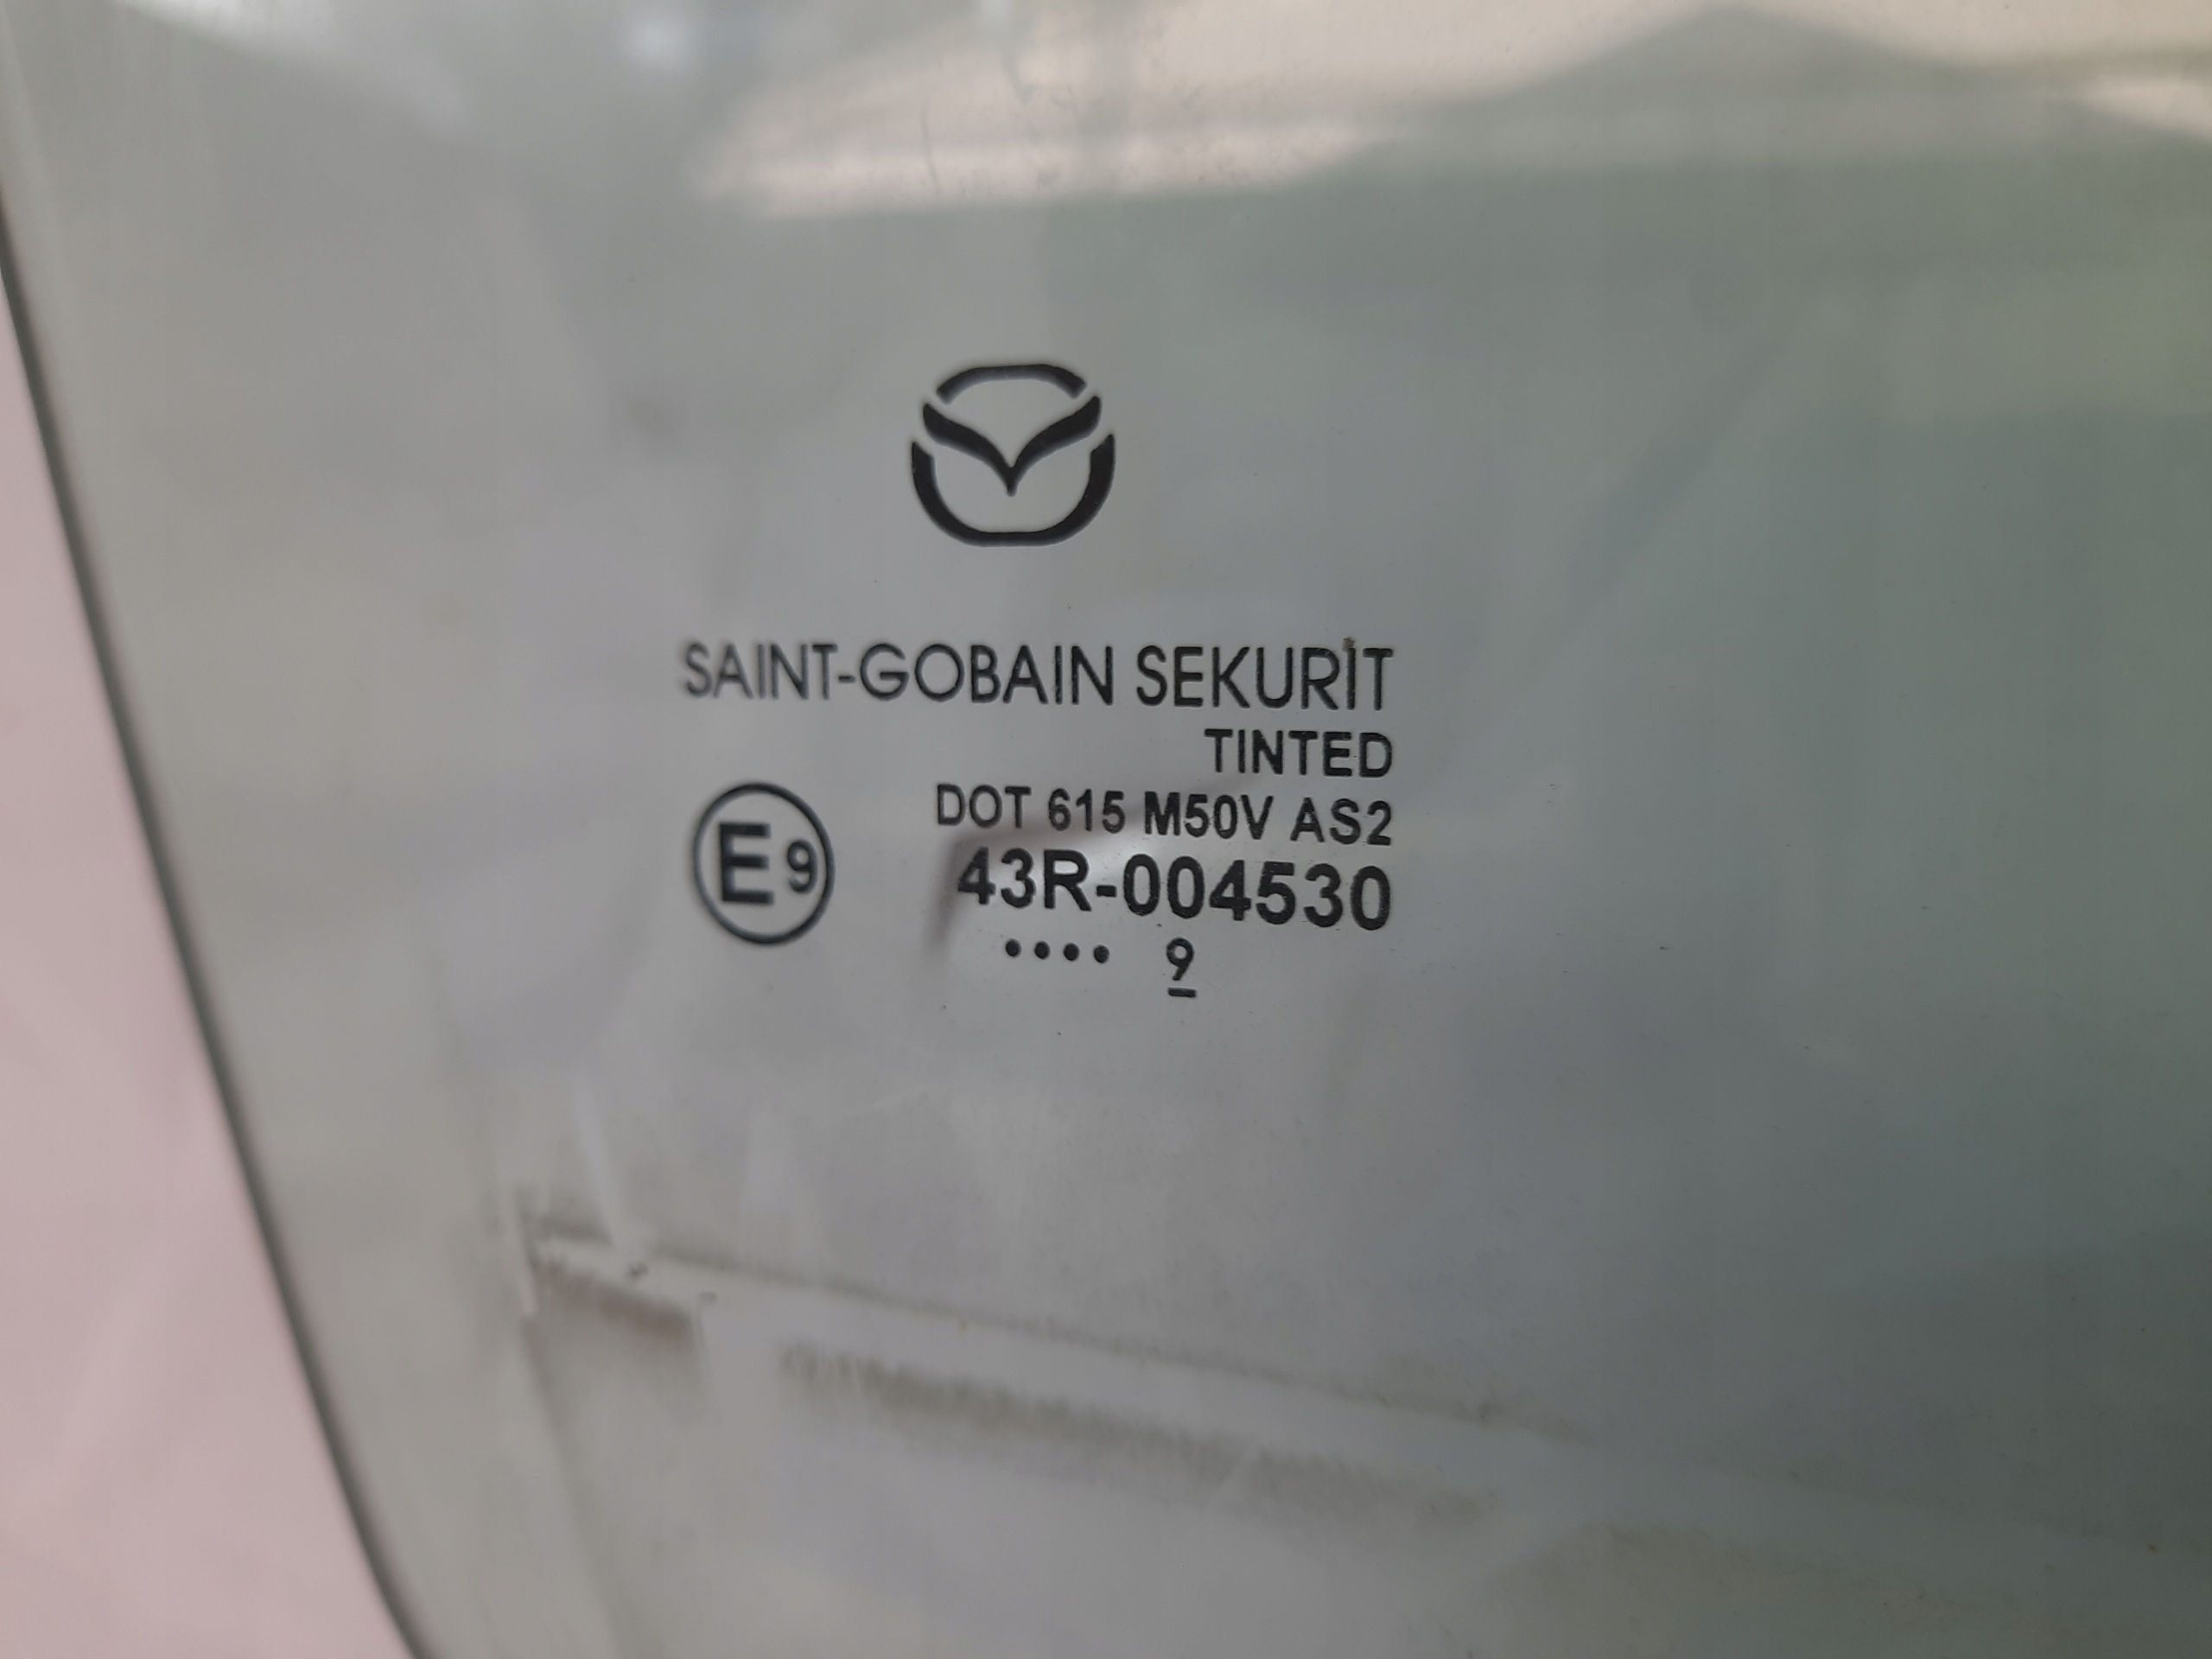 SAINT-GOBAIN SEKURIT
TINTED
DOT 615 M50V AS2
E9
43R-004530
.... 9